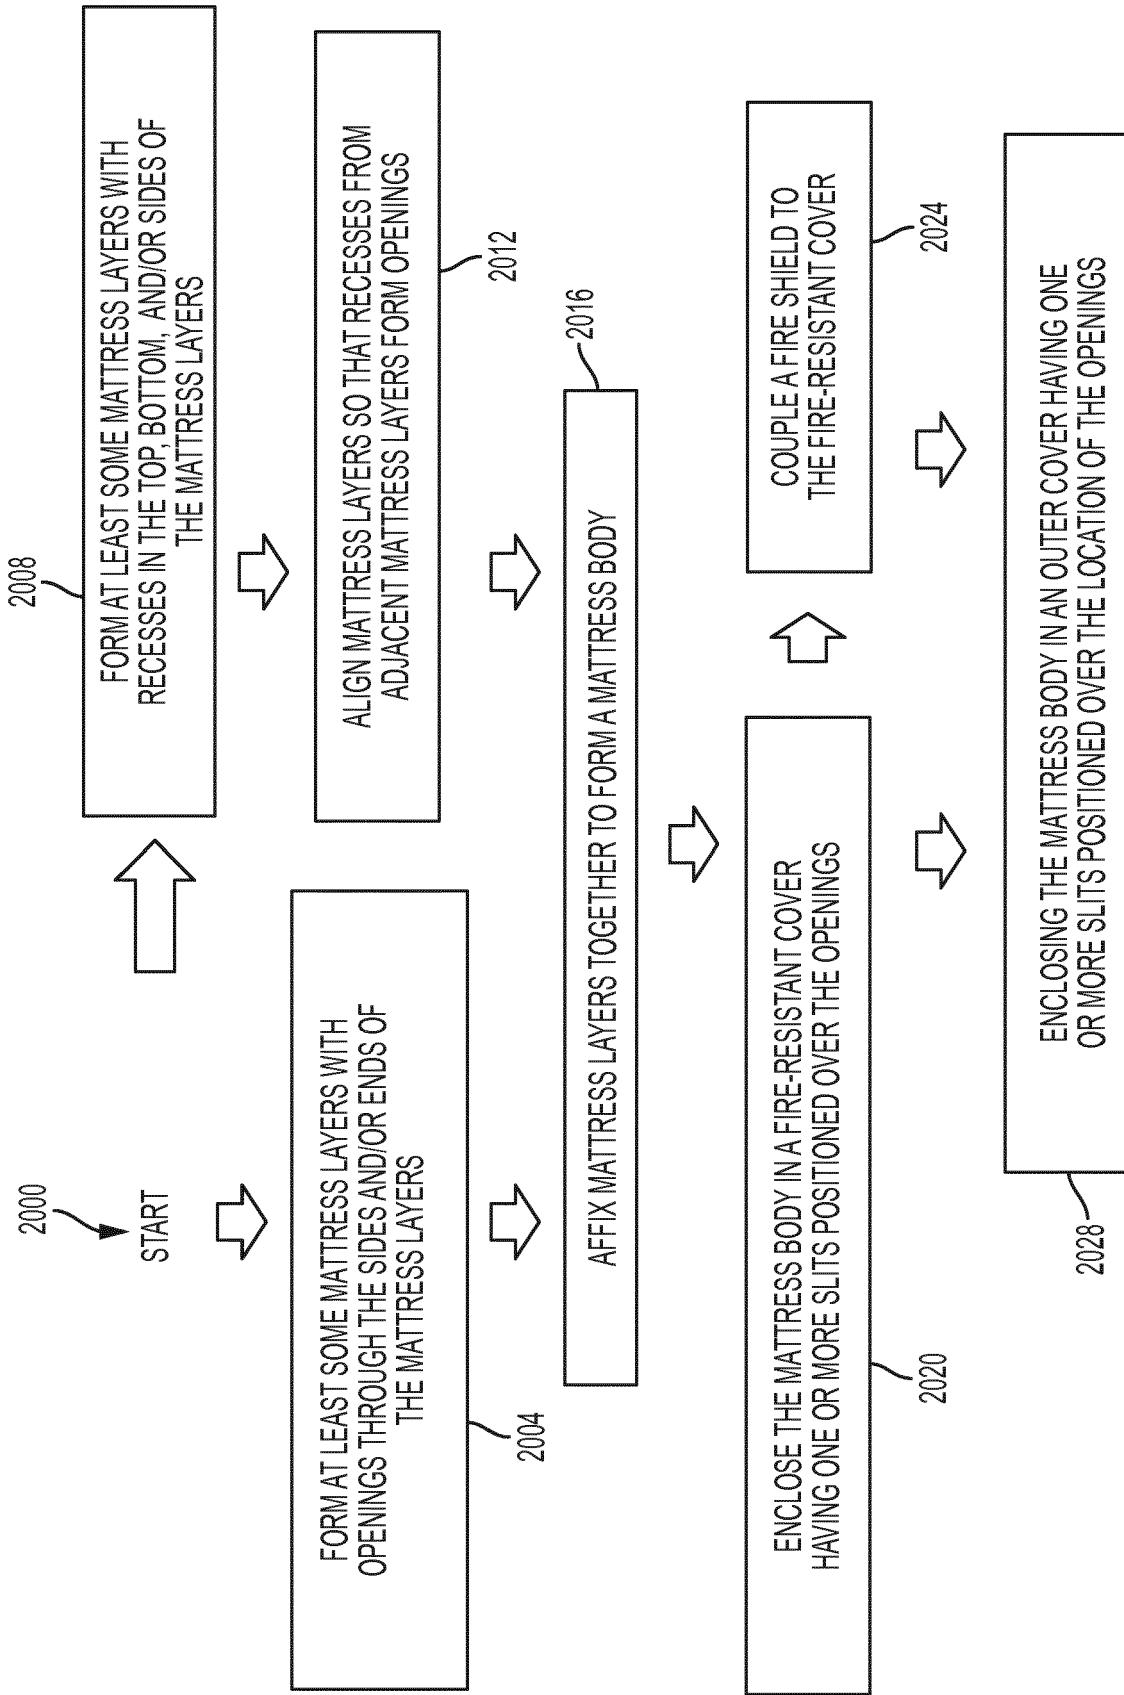 2000
START
FORM AT LEAST SOME MATTRESS LAYERS WITH
OPENINGS THROUGH THE SIDES AND/OR ENDS OF
THE MATTRESS LAYERS
2004
2008
FORM AT LEAST SOME MATTRESS LAYERS WITH
RECESSES IN THE TOP, BOTTOM, AND/OR SIDES OF
THE MATTRESS LAYERS
ALIGN MATTRESS LAYERS SO THAT RECESSES FROM
ADJACENT MATTRESS LAYERS FORM OPENINGS
2012
2016
AFFIX MATTRESS LAYERS TOGETHER TO FORM A MATTRESS BODY
ENCLOSE THE MATTRESS BODY IN A FIRE-RESISTANT COVER
HAVING ONE OR MORE SLITS POSITIONED OVER THE OPENINGS
2020
COUPLE A FIRE SHIELD TO
THE FIRE-RESISTANT COVER
2024
ENCLOSING THE MATTRESS BODY IN AN OUTER COVER HAVING ONE
OR MORE SLITS POSITIONED OVER THE LOCATION OF THE OPENINGS
2028